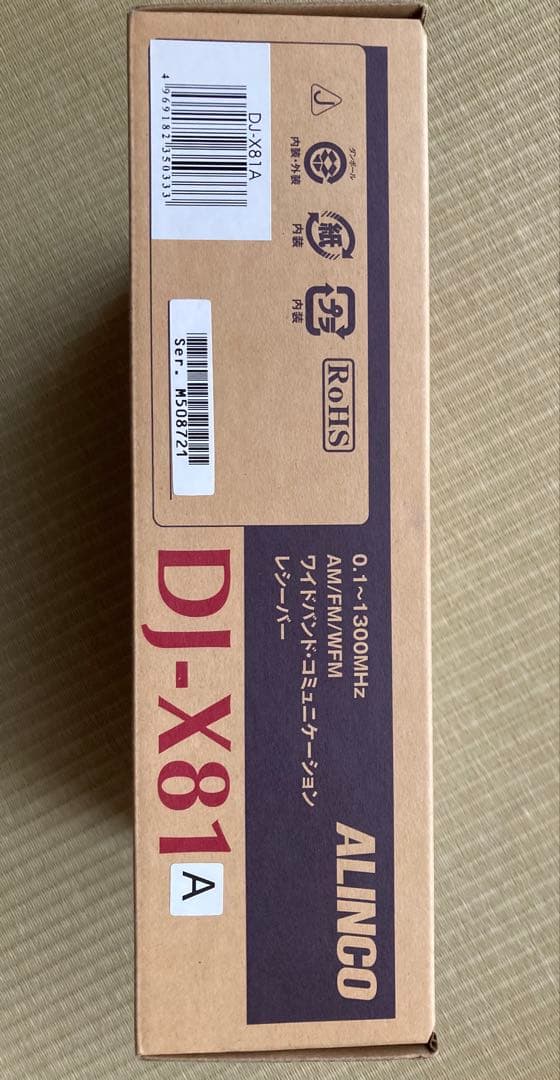 DJ-X81A
4 969182 350333
J
ダンボール
内装・外装
紙
内装
プラ
内装
RoHS
Ser. M508721
0.1~1300MHz
AM/FM/WFM
ワイドバンド・コミュニケーション
レシーバー
ALINCO
DJ-X81
A